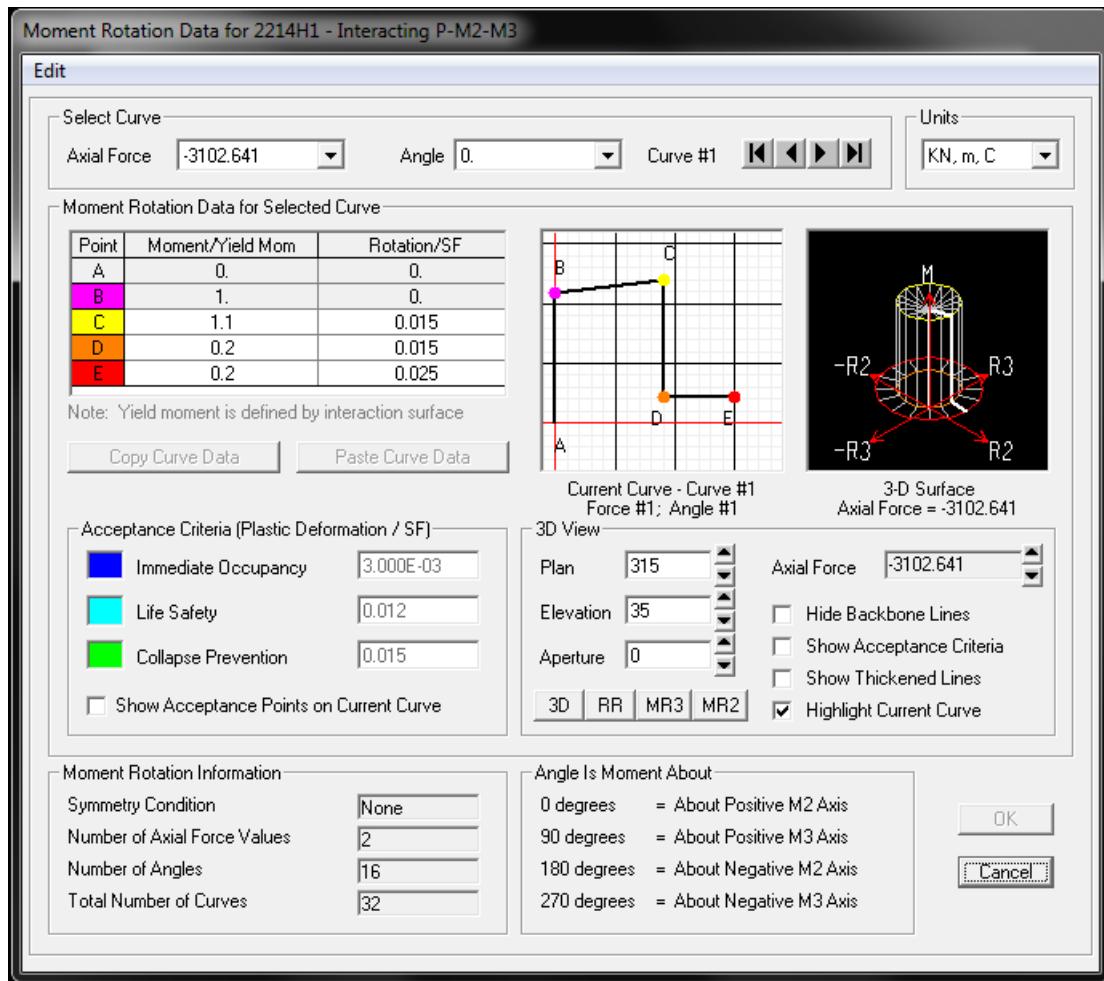 Moment Rotation Data for 2214H1 - Interacting P-M2-M3
Edit
Select Curve
Axial Force -3102.641 Angle 0. Curve #1
Units
KN, m, C
Moment Rotation Data for Selected Curve
Point Moment/Yield Mom Rotation/SF
A 0. 0.
B 1. 0.
C 1.1 0.015
D 0.2 0.015
E 0.2 0.025
Note: Yield moment is defined by interaction surface
Copy Curve Data Paste Curve Data
B C
D E
A
Current Curve - Curve #1
Force #1; Angle #1
M
-R2 R3
-R3 R2
3-D Surface
Axial Force = -3102.641
Acceptance Criteria (Plastic Deformation / SF)
Immediate Occupancy 3.000E-03
Life Safety 0.012
Collapse Prevention 0.015
Show Acceptance Points on Current Curve
3D View
Plan 315
Elevation 35
Aperture 0
3D RR MR3 MR2
Axial Force -3102.641
Hide Backbone Lines
Show Acceptance Criteria
Show Thickened Lines
Highlight Current Curve
Moment Rotation Information
Symmetry Condition None
Number of Axial Force Values 2
Number of Angles 16
Total Number of Curves 32
Angle Is Moment About
0 degrees = About Positive M2 Axis
90 degrees = About Positive M3 Axis
180 degrees = About Negative M2 Axis
270 degrees = About Negative M3 Axis
OK
Cancel